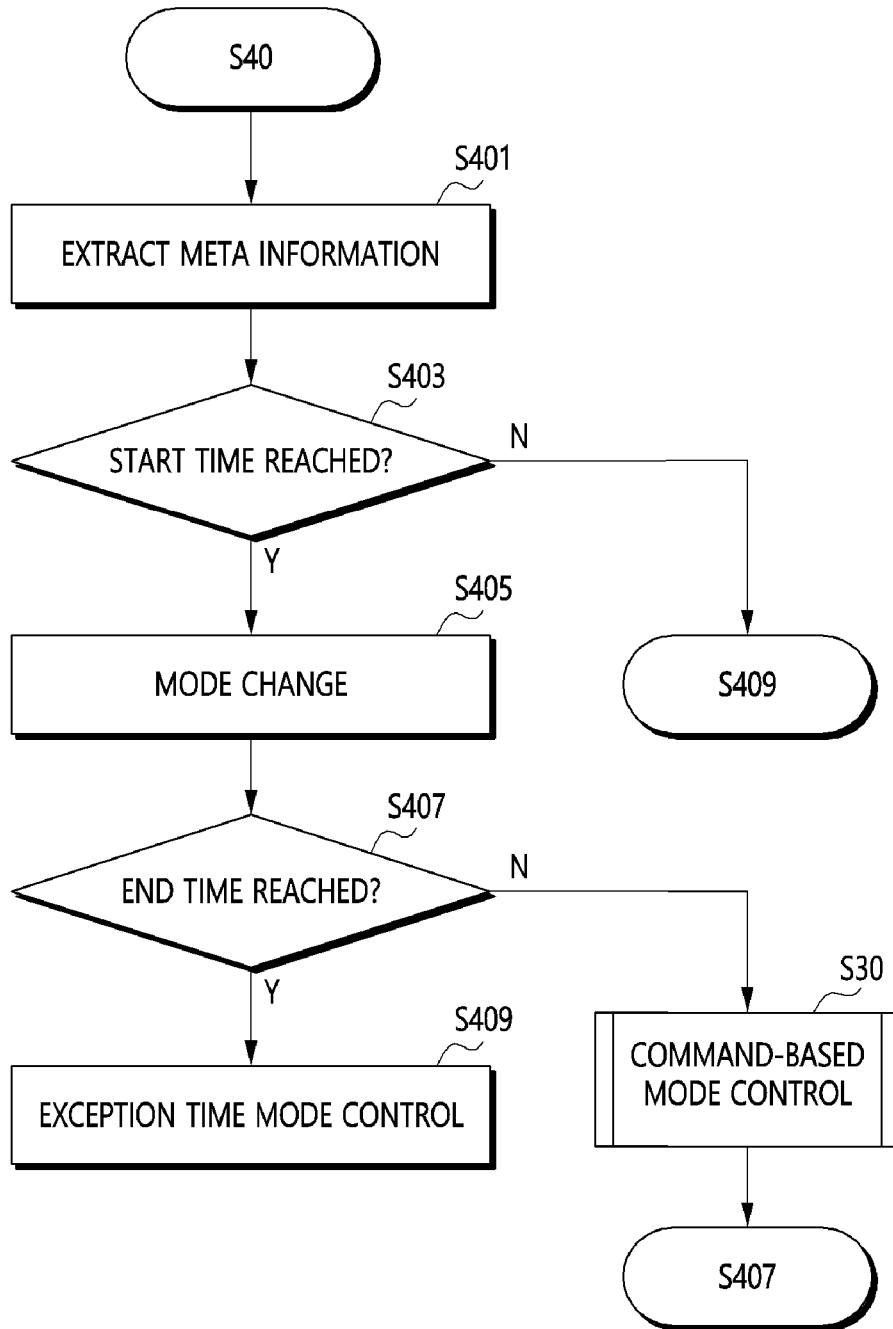 S40
S401
EXTRACT META INFORMATION
S403
START TIME REACHED?
N
Y
S405
MODE CHANGE
S409
S407
END TIME REACHED?
N
Y
S30
COMMAND-BASED
MODE CONTROL
S409
EXCEPTION TIME MODE CONTROL
S407